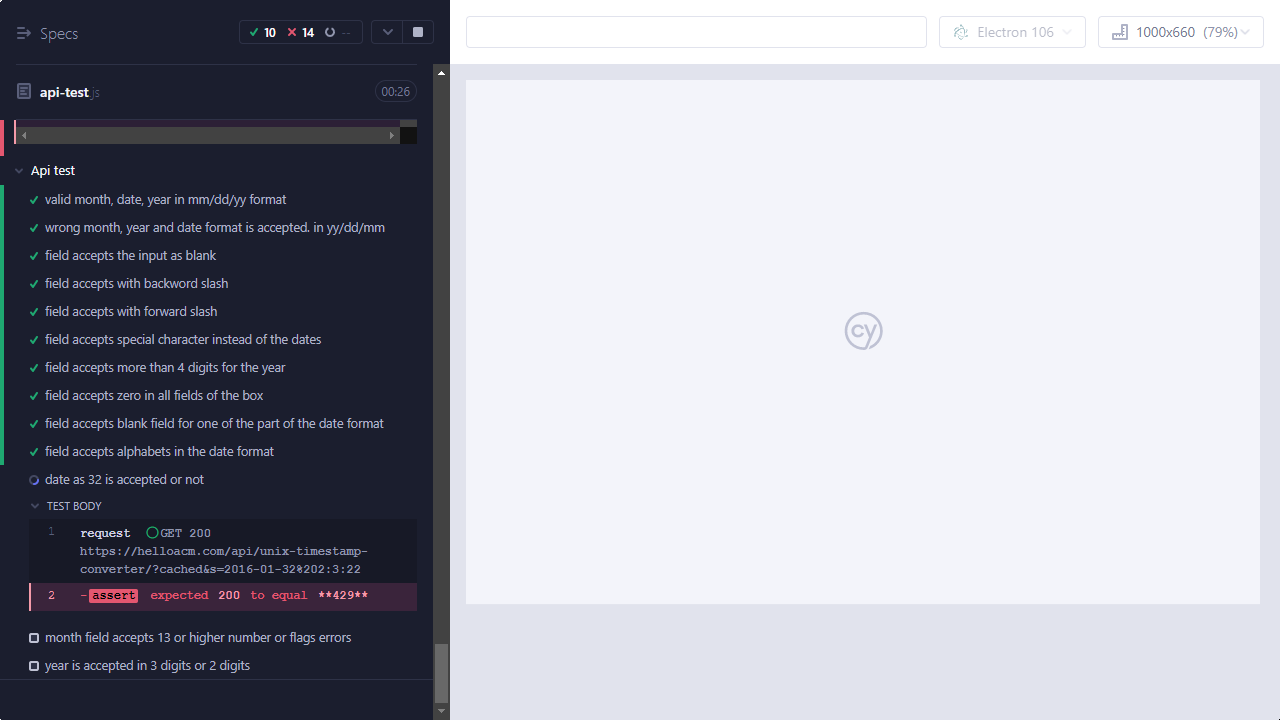 Specs
10
14
--
Electron 106
1000x660 (79%)
api-test.js
00:26
Api test
valid month, date, year in mm/dd/yy format
wrong month, year and date format is accepted. in yy/dd/mm
field accepts the input as blank
field accepts with backword slash
field accepts with forward slash
field accepts special character instead of the dates
field accepts more than 4 digits for the year
field accepts zero in all fields of the box
field accepts blank field for one of the part of the date format
field accepts alphabets in the date format
date as 32 is accepted or not
TEST BODY
1 request GET 200
https://helloacm.com/api/unix-timestamp-
converter/?cached&s=2016-01-32%202:3:22
2 -assert expected 200 to equal **429**
month field accepts 13 or higher number or flags errors
year is accepted in 3 digits or 2 digits
cy